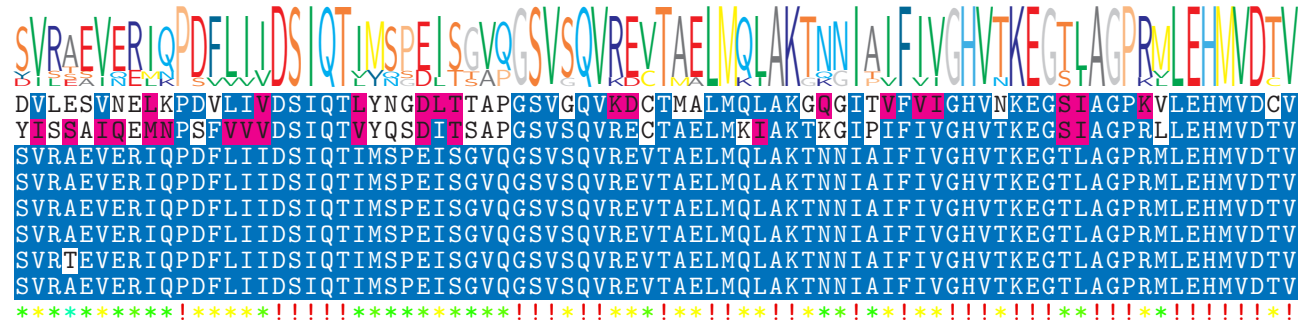 SVRAEVERIQPDFLIIDSIQTIMSPEISGVQGSVSQVREVTAELMQLAKTNNIAIFIVGHVTKEGTLAGPRMLEHMVDTV
DVLESVNELKPDVLIVDSIQTLYNGDLTTAPGSVGQVKDCTMALMQLAKGQGITVFVIGHVNKEGSIAGPKVLEHMVDCV
YISSAIQEMNPSFVVVDSIQTVYQSDITSAPGSVSQVRECTAELMKIAKTKGIPIFIVGHVTKEGSIAGPRLLEHMVDTV
SVRAEVERIQPDFLIIDSIQTIMSPEISGVQGSVSQVREVTAELMQLAKTNNIAIFIVGHVTKEGTLAGPRMLEHMVDTV
SVRAEVERIQPDFLIIDSIQTIMSPEISGVQGSVSQVREVTAELMQLAKTNNIAIFIVGHVTKEGTLAGPRMLEHMVDTV
SVRAEVERIQPDFLIIDSIQTIMSPEISGVQGSVSQVREVTAELMQLAKTNNIAIFIVGHVTKEGTLAGPRMLEHMVDTV
SVRAEVERIQPDFLIIDSIQTIMSPEISGVQGSVSQVREVTAELMQLAKTNNIAIFIVGHVTKEGTLAGPRMLEHMVDTV
SVRTEVERIQPDFLIIDSIQTIMSPEISGVQGSVSQVREVTAELMQLAKTNNIAIFIVGHVTKEGTLAGPRMLEHMVDTV
SVRAEVERIQPDFLIIDSIQTIMSPEISGVQGSVSQVREVTAELMQLAKTNNIAIFIVGHVTKEGTLAGPRMLEHMVDTV
**********!*****!!!!!**********!!!*!!***!**!!**!!***!**!**!!!*!!!**!!!**!!!!!!*!